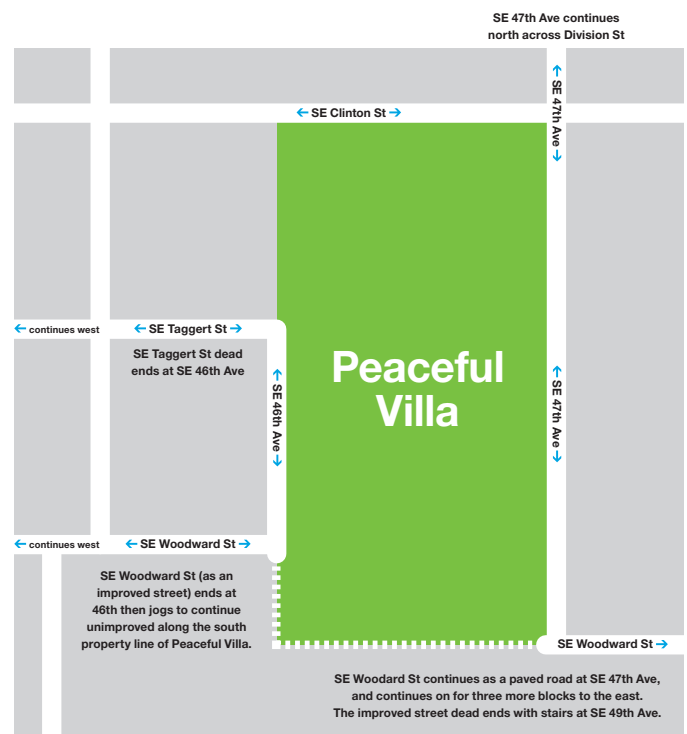 SE 47th Ave continues
north across Division St
← SE Clinton St →
← SE 47th Ave →
← continues west
← SE Taggert St →
SE Taggert St dead
ends at SE 46th Ave
← SE 46th Ave →
Peaceful
Villa
← SE 47th Ave →
← continues west
← SE Woodward St →
SE Woodward St (as an
improved street) ends at
46th then jogs to continue
unimproved along the south
property line of Peaceful Villa.
SE Woodward St →
SE Woodard St continues as a paved road at SE 47th Ave,
and continues on for three more blocks to the east.
The improved street dead ends with stairs at SE 49th Ave.